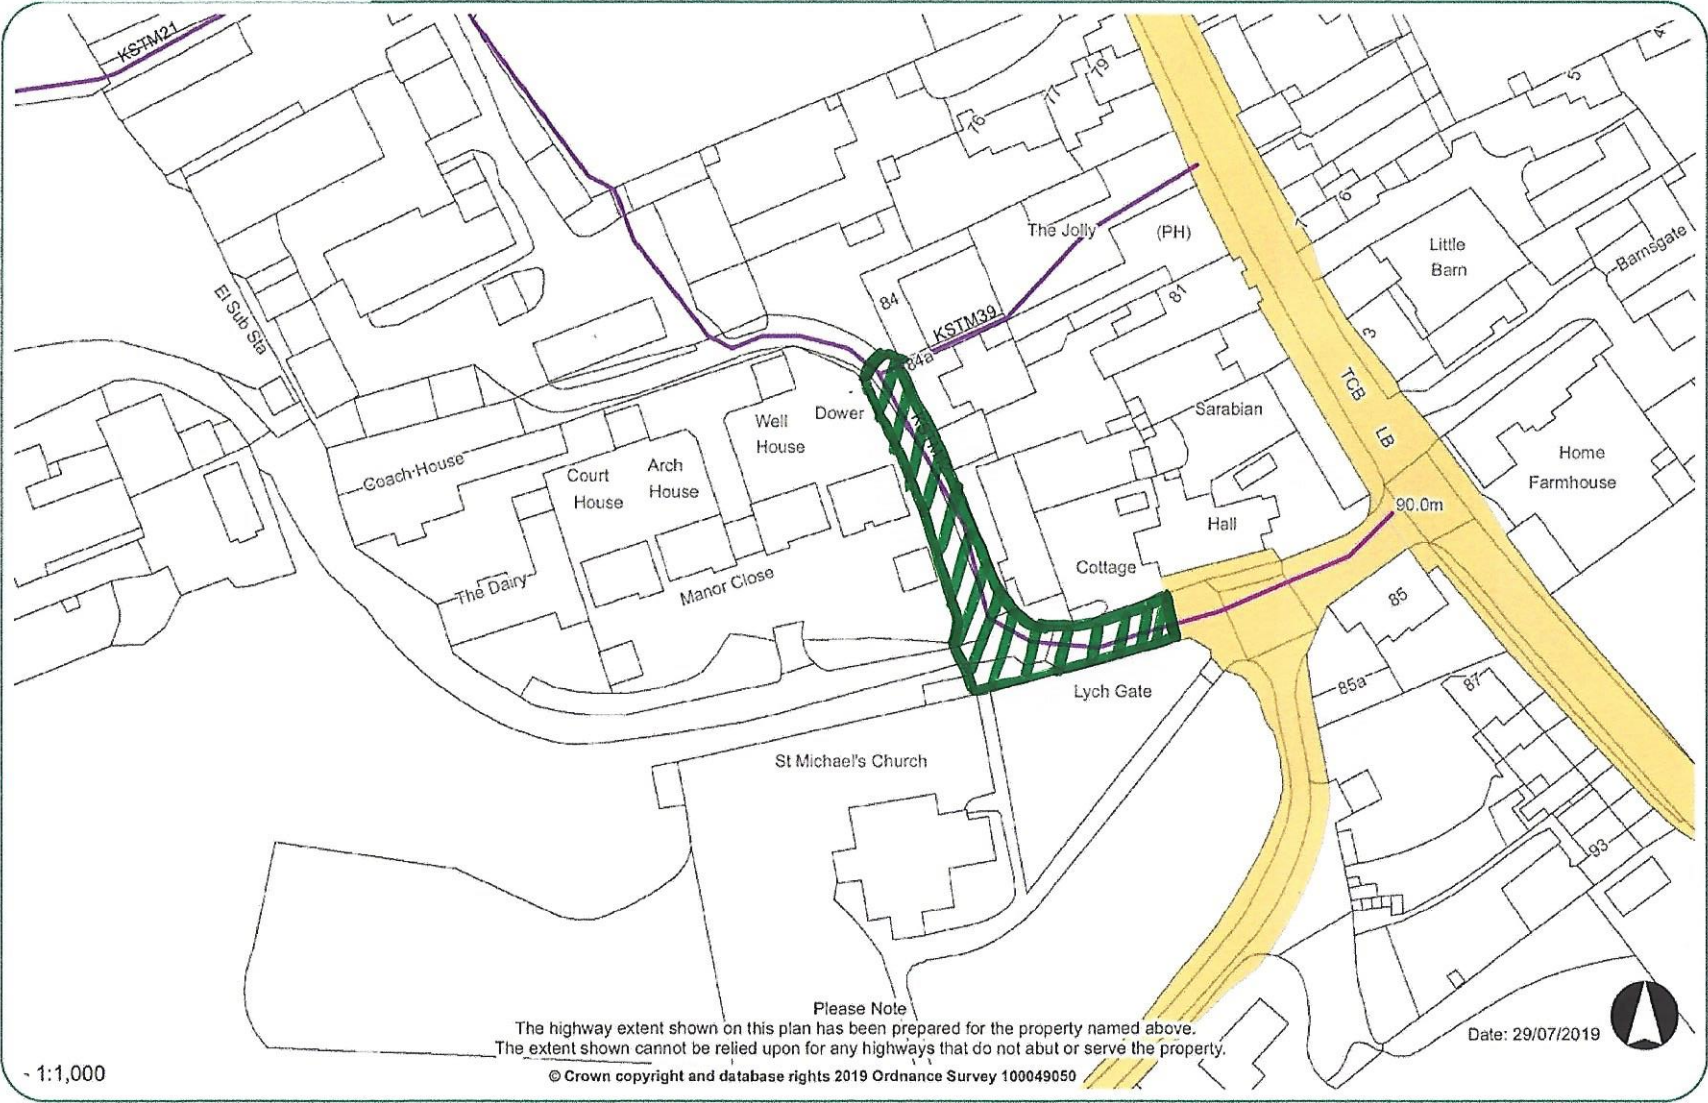 KSTM21
79
77
76
5
6
1
The Jolly
(PH)
Little
Barn
Barnsgate
84
81
El Sub Sta
KSTM39
84a
3
TCB
LB
Dower
Well
House
Sarabian
Coach House
Court
House
Arch
House
Home
Farmhouse
90.0m
Hall
Cottage
The Dairy
Manor Close
85
Lych Gate
85a
87
St Michael's Church
93
Please Note
The highway extent shown on this plan has been prepared for the property named above.
The extent shown cannot be relied upon for any highways that do not abut or serve the property.
© Crown copyright and database rights 2019 Ordnance Survey 100049050
Date: 29/07/2019
1:1,000